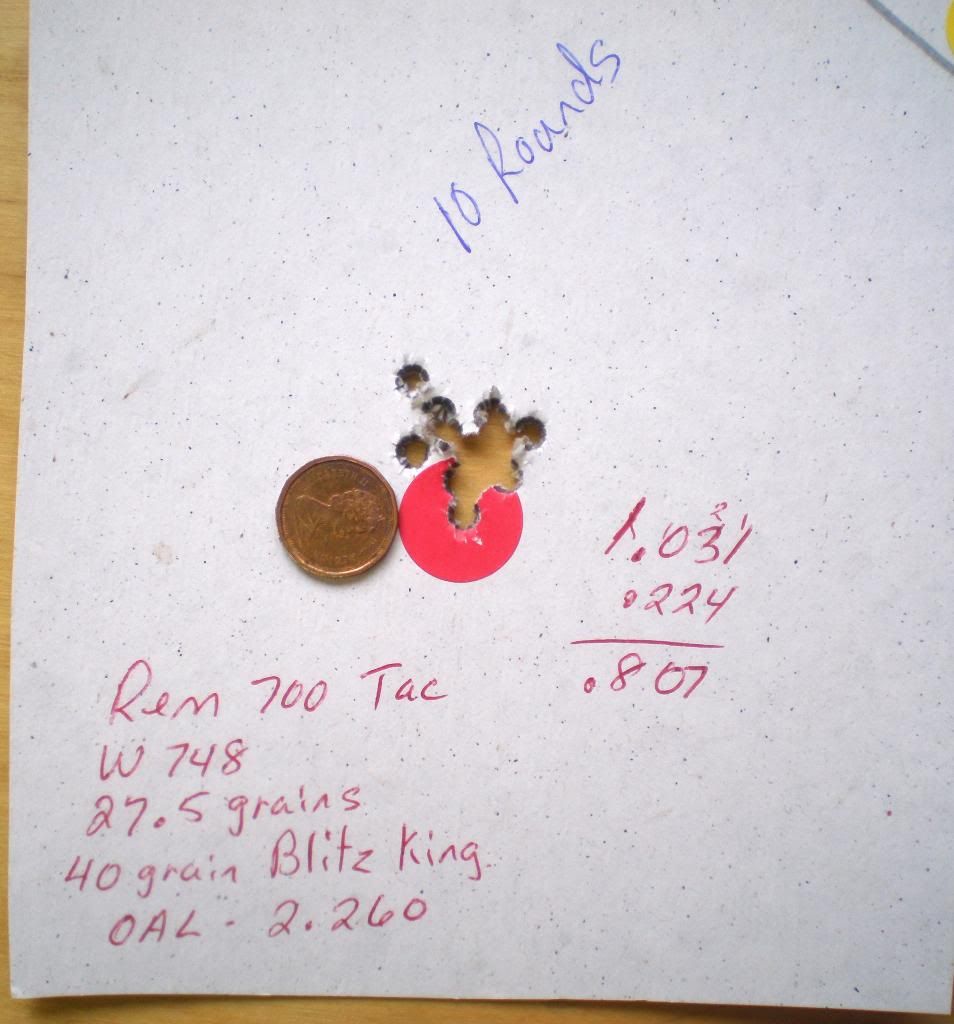 10 Rounds
2
1.031
.224
.807
Rem 700 Tac
W 748
27.5 grains
40 grain Blitz King
OAL - 2.260